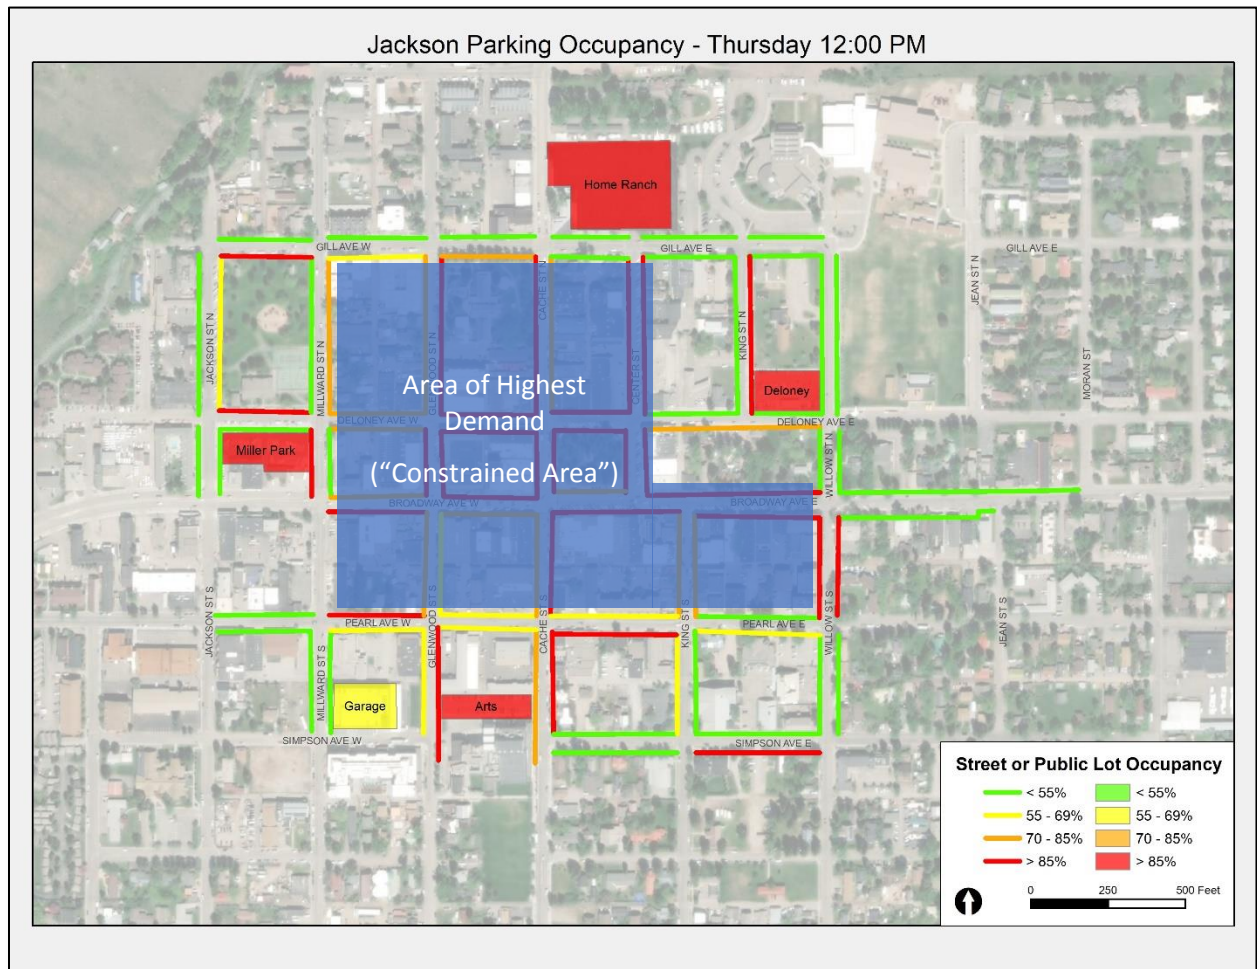 Jackson Parking Occupancy - Thursday 12:00 PM
Home Ranch
GILL AVE W
GILL AVE E
GILL AVE E
JACKSON ST N
MILLWARD ST N
GLENWOOD ST N
CACHE ST N
CENTER ST
KING ST N
JEAN ST N
MORAN ST
Area of Highest
Demand
(“Constrained Area”)
Deloney
DELONEY AVE W
DELONEY AVE E
Miller Park
WILLOW ST N
BROADWAY AVE W
BROADWAY AVE E
JACKSON ST S
MILLWARD ST S
GLENWOOD ST S
CACHE ST S
KING ST S
WILLOW ST S
JEAN ST S
PEARL AVE W
PEARL AVE E
Garage
Arts
SIMPSON AVE W
SIMPSON AVE E
Street or Public Lot Occupancy
< 55% < 55%
55 - 69% 55 - 69%
70 - 85% 70 - 85%
> 85% > 85%
0 250 500 Feet